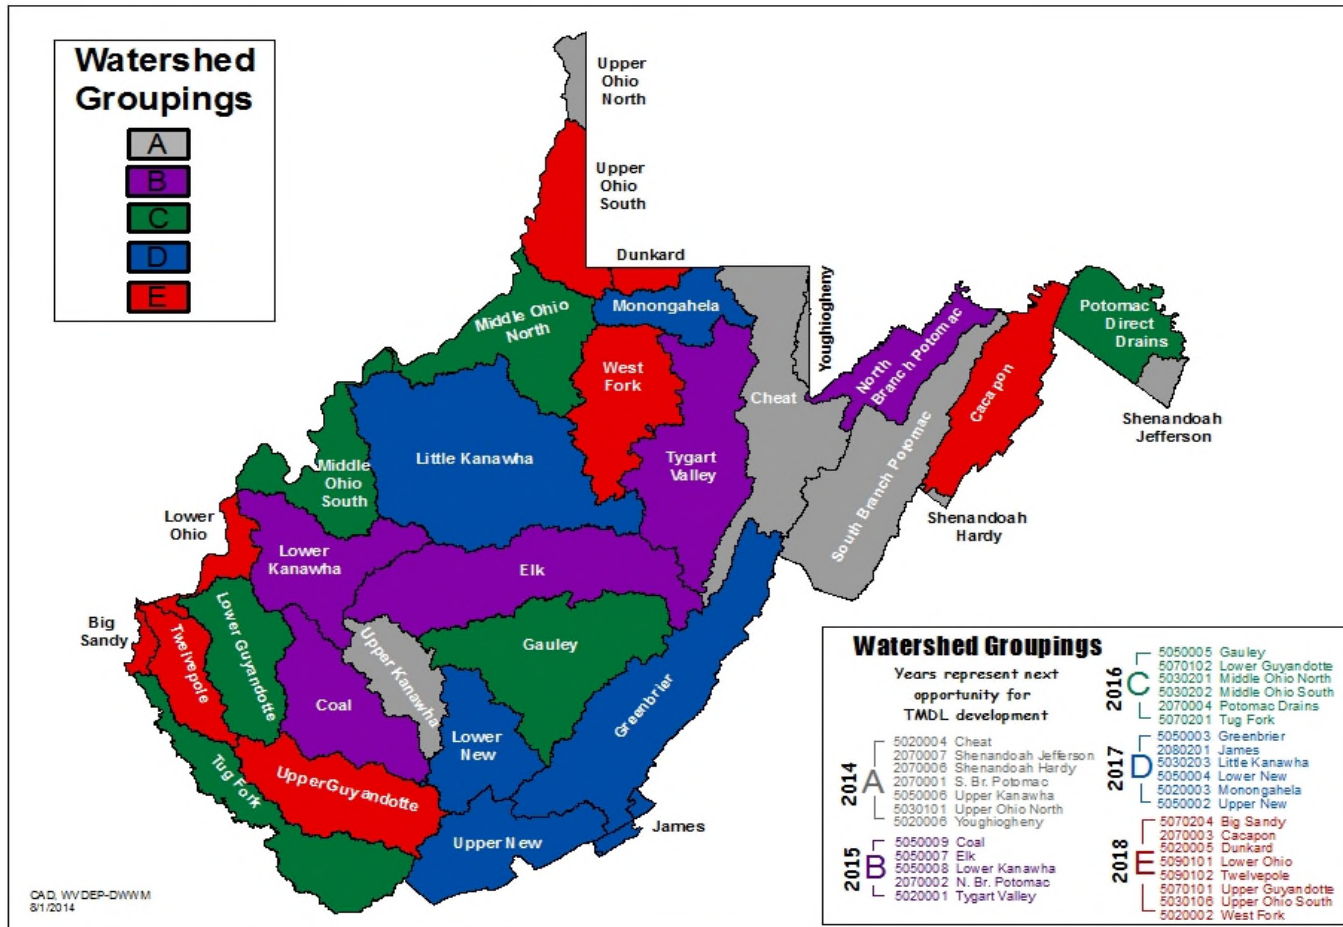 Watershed
Groupings
A
B
C
D
E
Upper
Ohio
North
Upper
Ohio
South
Dunkard
Monongahela
Middle Ohio
North
Youghiogheny
North
Branch Potomac
Potomac
Direct
Drains
West
Fork
Cheat
Cacapon
Shenandoah
Jefferson
Little Kanawha
Tygart
Valley
Middle
Ohio
South
South Branch Potomac
Shenandoah
Hardy
Lower
Ohio
Lower
Kanawha
Elk
Big
Sandy
Twelvepole
Lower Guyandotte
Upper Kanawha
Gauley
Coal
Greenbrier
Lower
New
Tug Fork
Upper Guyandotte
Upper New
James
Watershed Groupings
Years represent next
opportunity for
TMDL development
2014
A
5020004 Cheat
2070007 Shenandoah Jefferson
2070006 Shenandoah Hardy
2070001 S. Br. Potomac
5050006 Upper Kanawha
5030101 Upper Ohio North
5020006 Youghiogheny
2015
B
5050009 Coal
5050007 Elk
5050008 Lower Kanawha
2070002 N. Br. Potomac
5020001 Tygart Valley
2016
C
5050005 Gauley
5070102 Lower Guyandotte
5030201 Middle Ohio North
5030202 Middle Ohio South
2070004 Potomac Drains
5070201 Tug Fork
2017
D
5050003 Greenbrier
2080201 James
5030203 Little Kanawha
5050004 Lower New
5020003 Monongahela
5050002 Upper New
2018
E
5070204 Big Sandy
2070003 Cacapon
5020005 Dunkard
5090101 Lower Ohio
5090102 Twelvepole
5070101 Upper Guyandotte
5030106 Upper Ohio South
5020002 West Fork
CAD, WVDEP-DWWM
8/1/2014